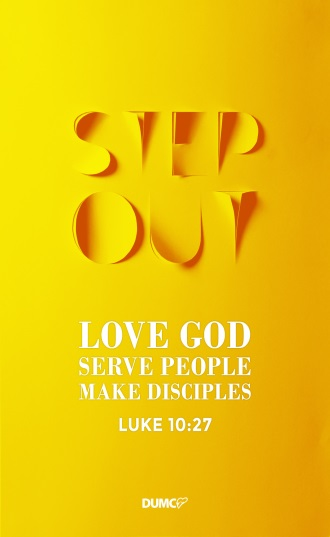 STEP
OUT
LOVE GOD
SERVE PEOPLE
MAKE DISCIPLES
LUKE 10:27
DUMC